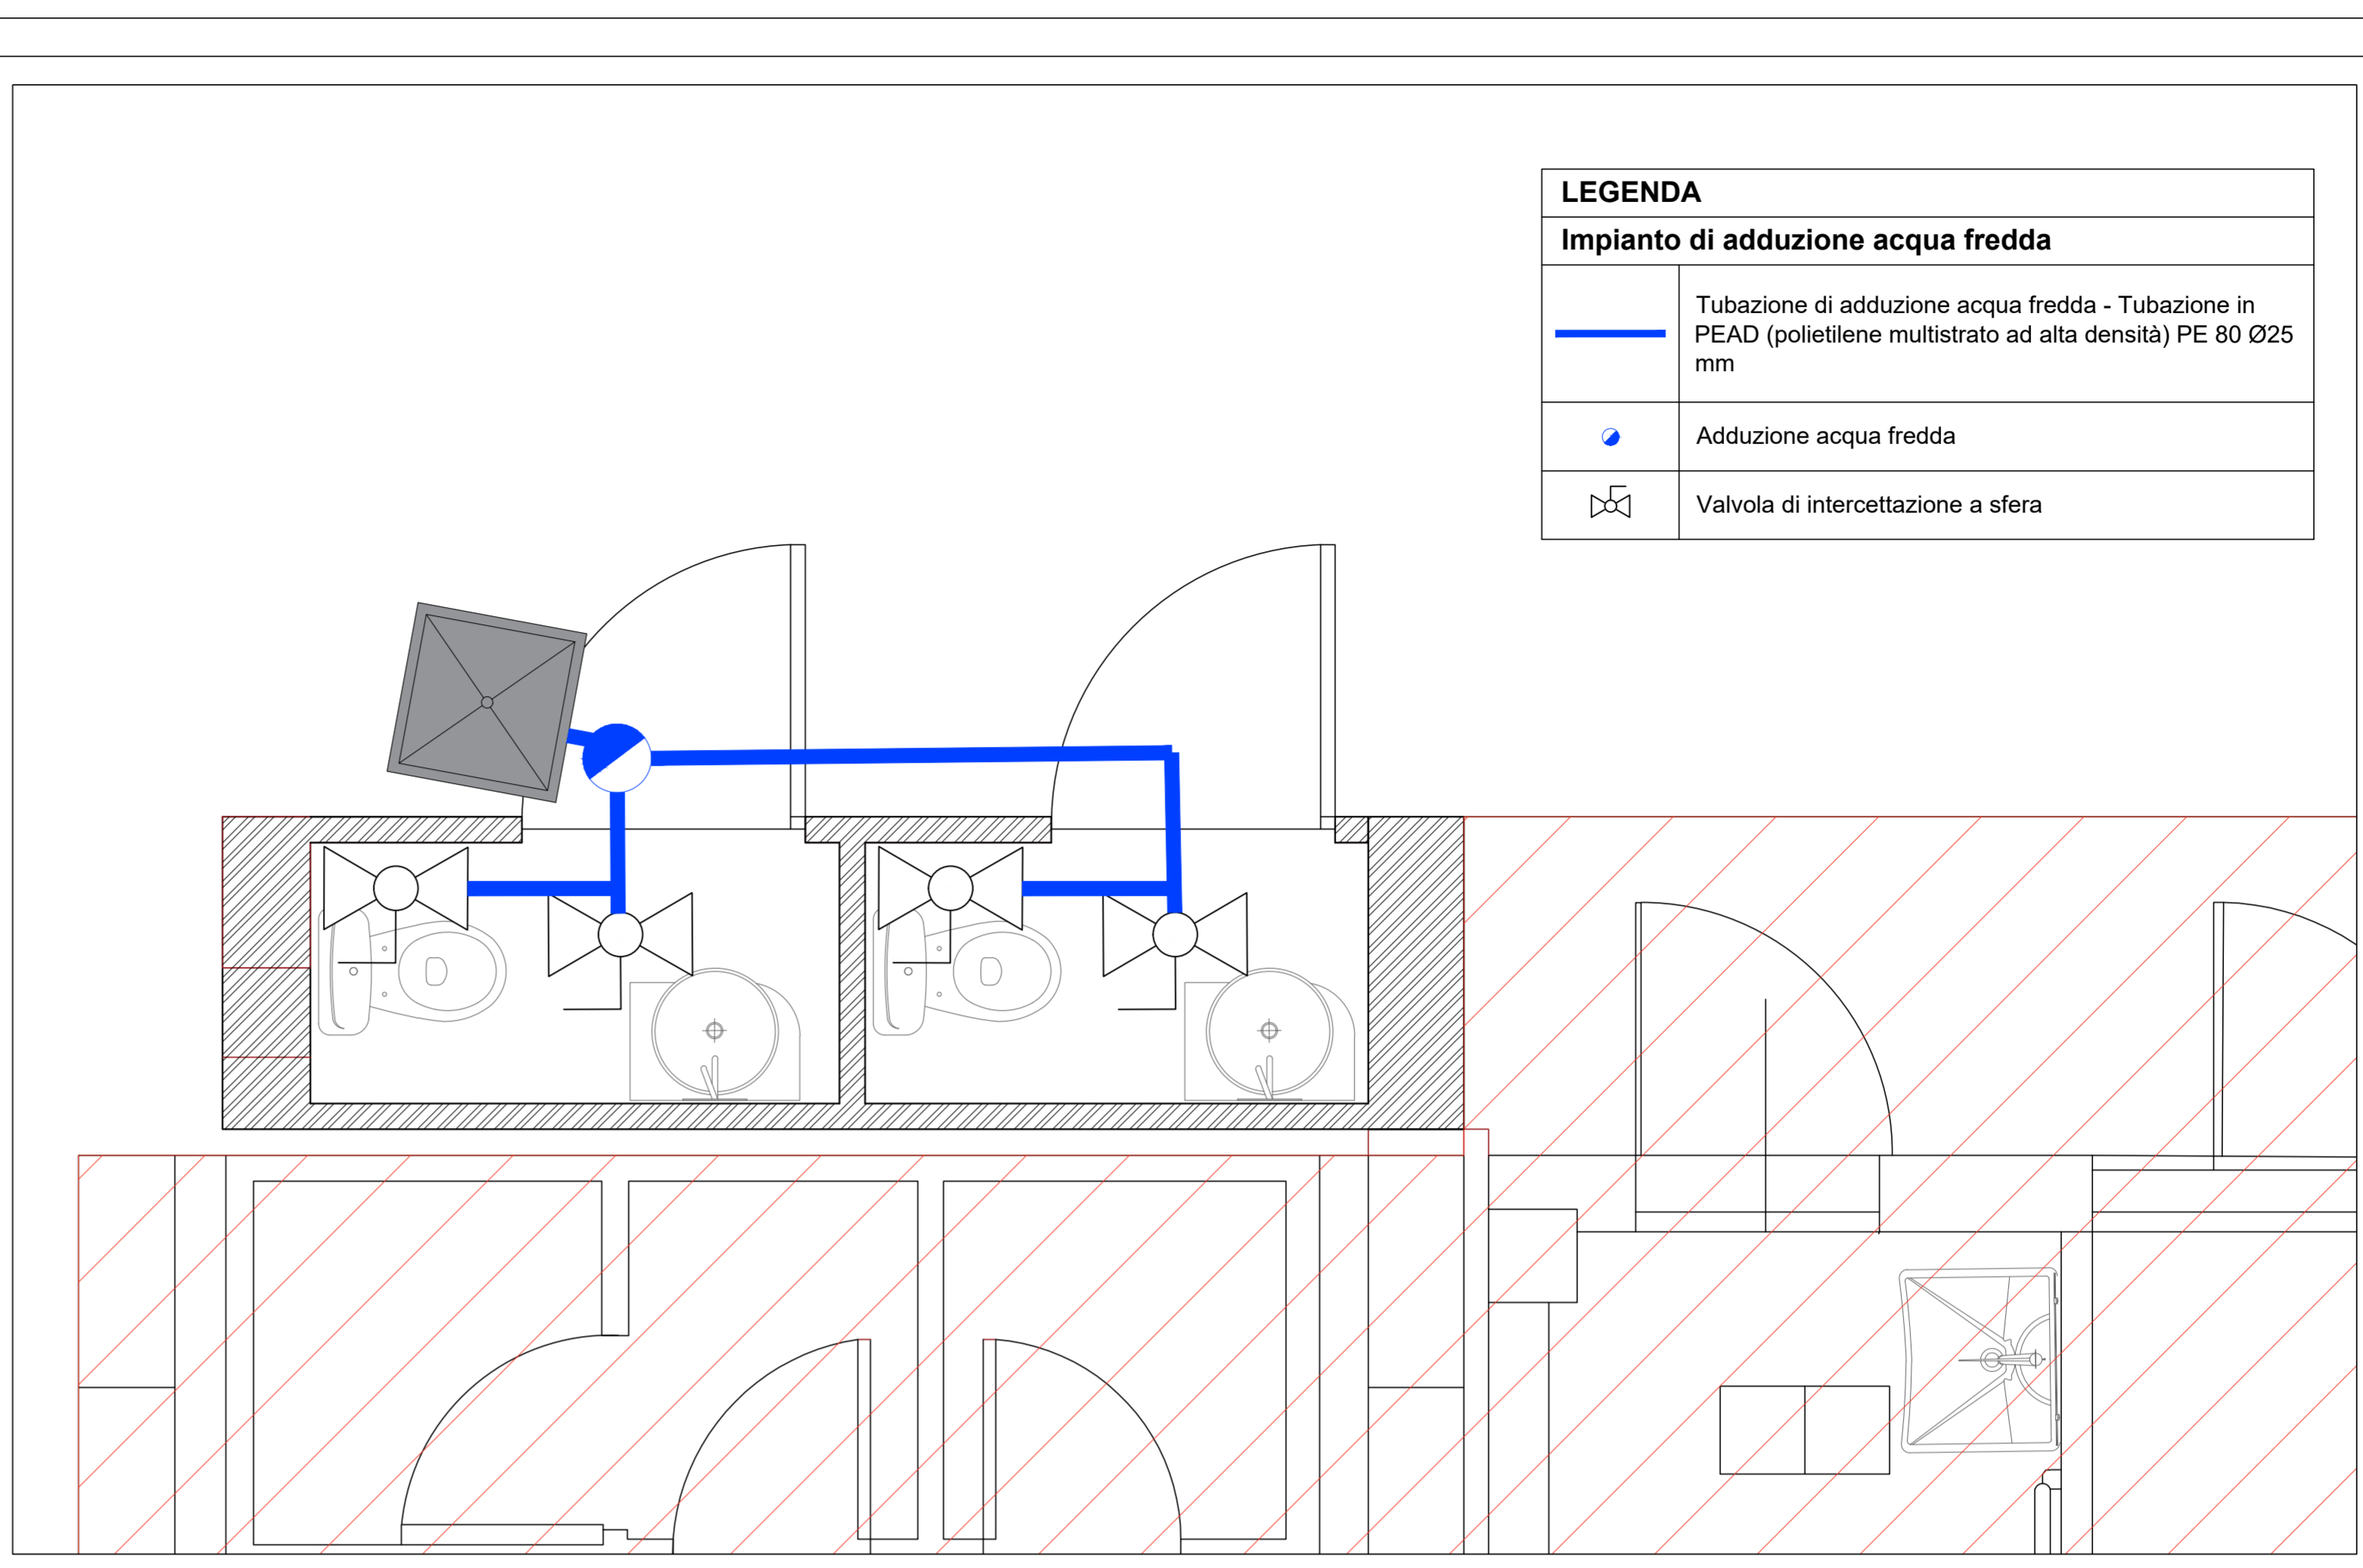 LEGENDA
Impianto di adduzione acqua fredda
Tubazione di adduzione acqua fredda - Tubazione in
PEAD (polietilene multistrato ad alta densità) PE 80 Ø25
mm
Adduzione acqua fredda
Valvola di intercettazione a sfera